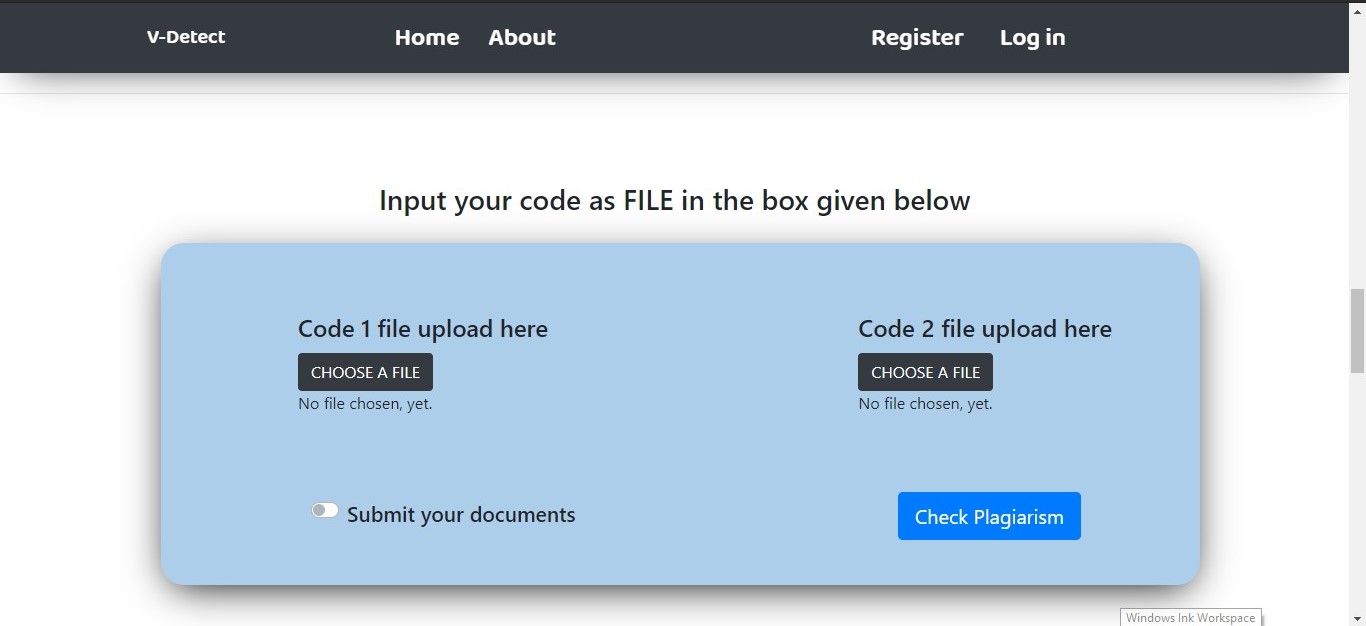 V-Detect Home About Register Log in
Input your code as FILE in the box given below
Code 1 file upload here
CHOOSE A FILE
No file chosen, yet.
Code 2 file upload here
CHOOSE A FILE
No file chosen, yet.
Submit your documents
Check Plagiarism
Windows Ink Workspace